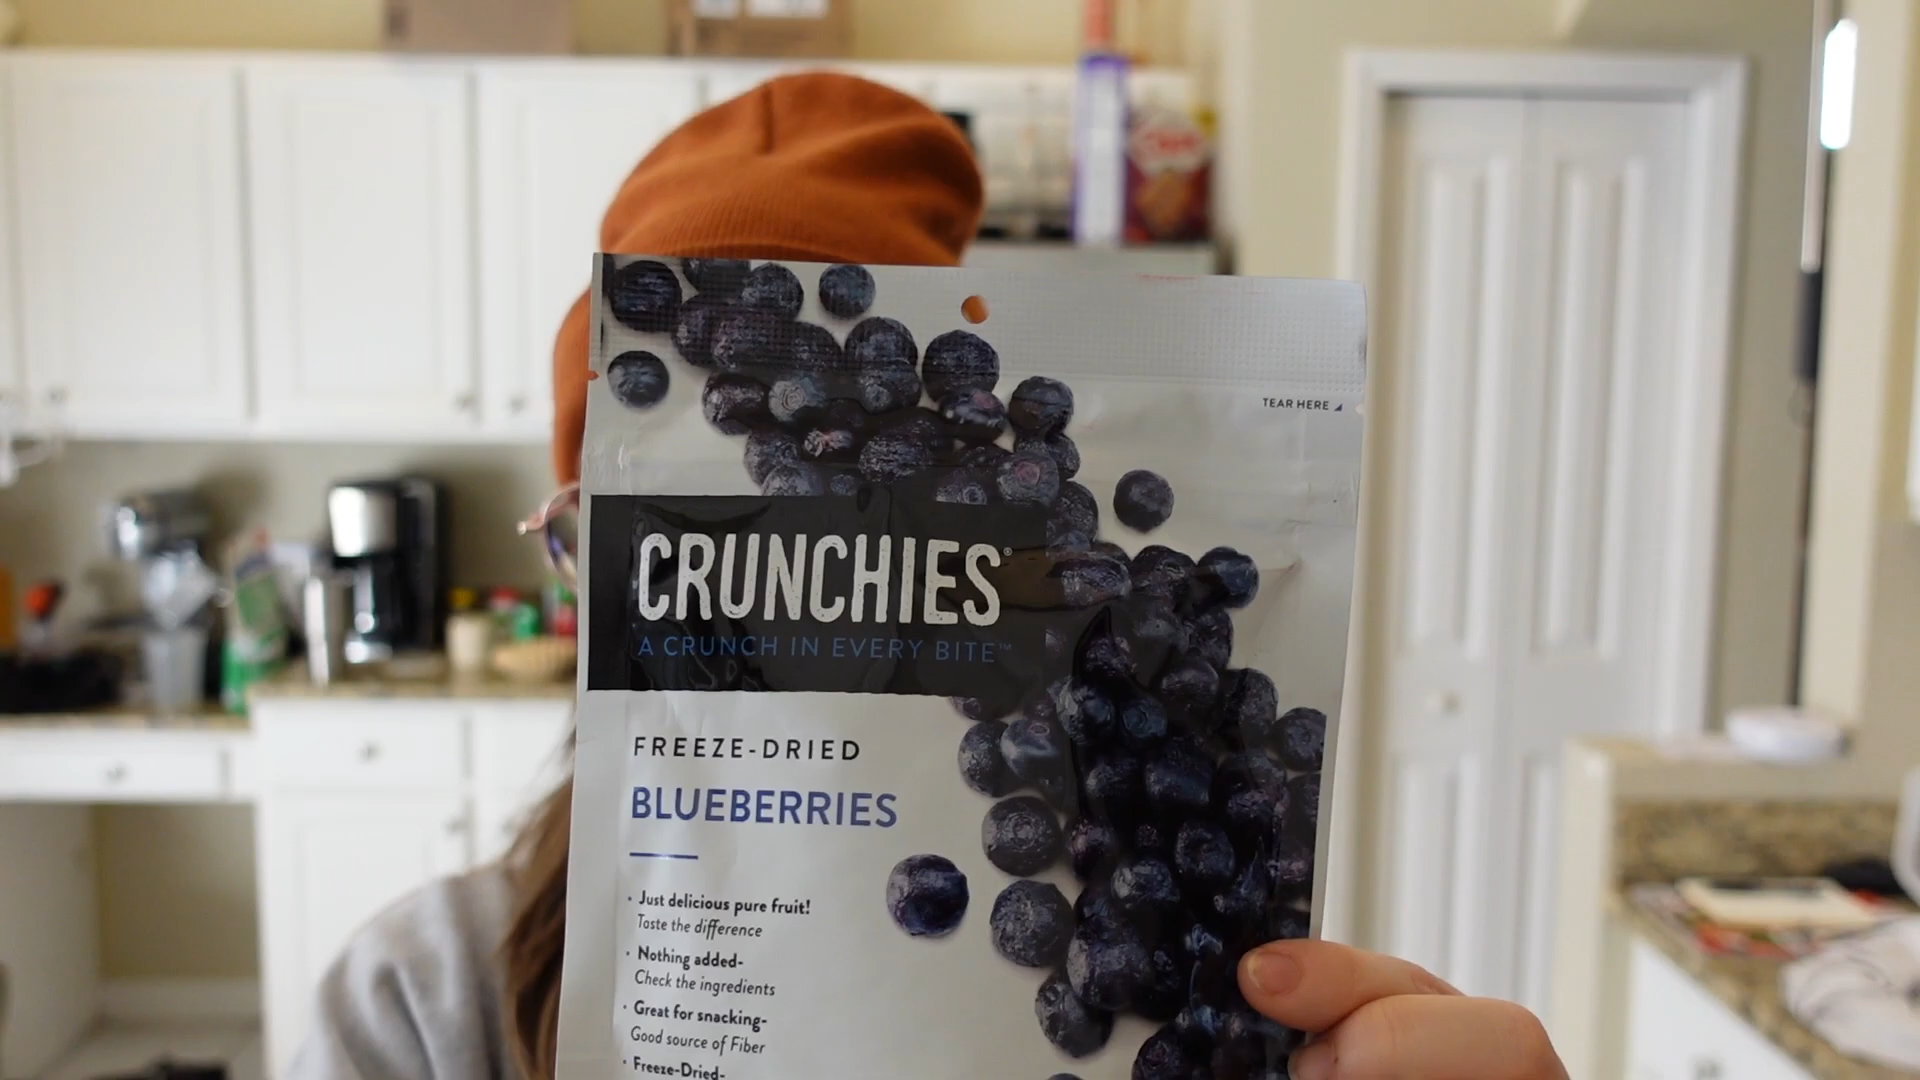 TEAR HERE
CRUNCHIES®
A CRUNCH IN EVERY BITE™
FREEZE-DRIED
BLUEBERRIES
• Just delicious pure fruit!
Taste the difference
• Nothing added-
Check the ingredients
• Great for snacking-
Good source of Fiber
• Freeze-Dried-